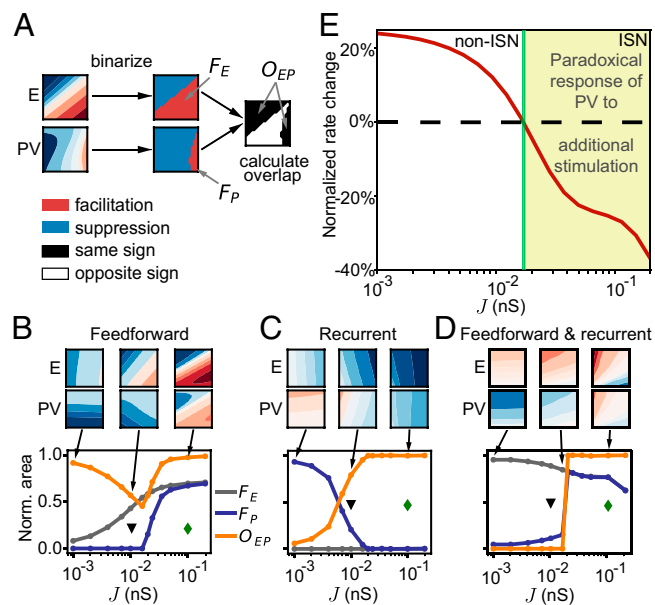 A
binarize
F_E
O_EP
E
PV
calculate
overlap
F_P
facilitation
suppression
same sign
opposite sign
E
Normalized rate change
20%
0%
-20%
-40%
non-ISN
ISN
Paradoxical
response of
PV to
additional
stimulation
10⁻³
10⁻²
10⁻¹
J (nS)
B
Feedforward
E
PV
Norm. area
1.0
0.5
0.0
10⁻³
10⁻²
10⁻¹
J (nS)
F_E
F_P
O_EP
C
Recurrent
E
PV
10⁻³
10⁻²
10⁻¹
J (nS)
D
Feedforward & recurrent
E
PV
10⁻³
10⁻²
10⁻¹
J (nS)